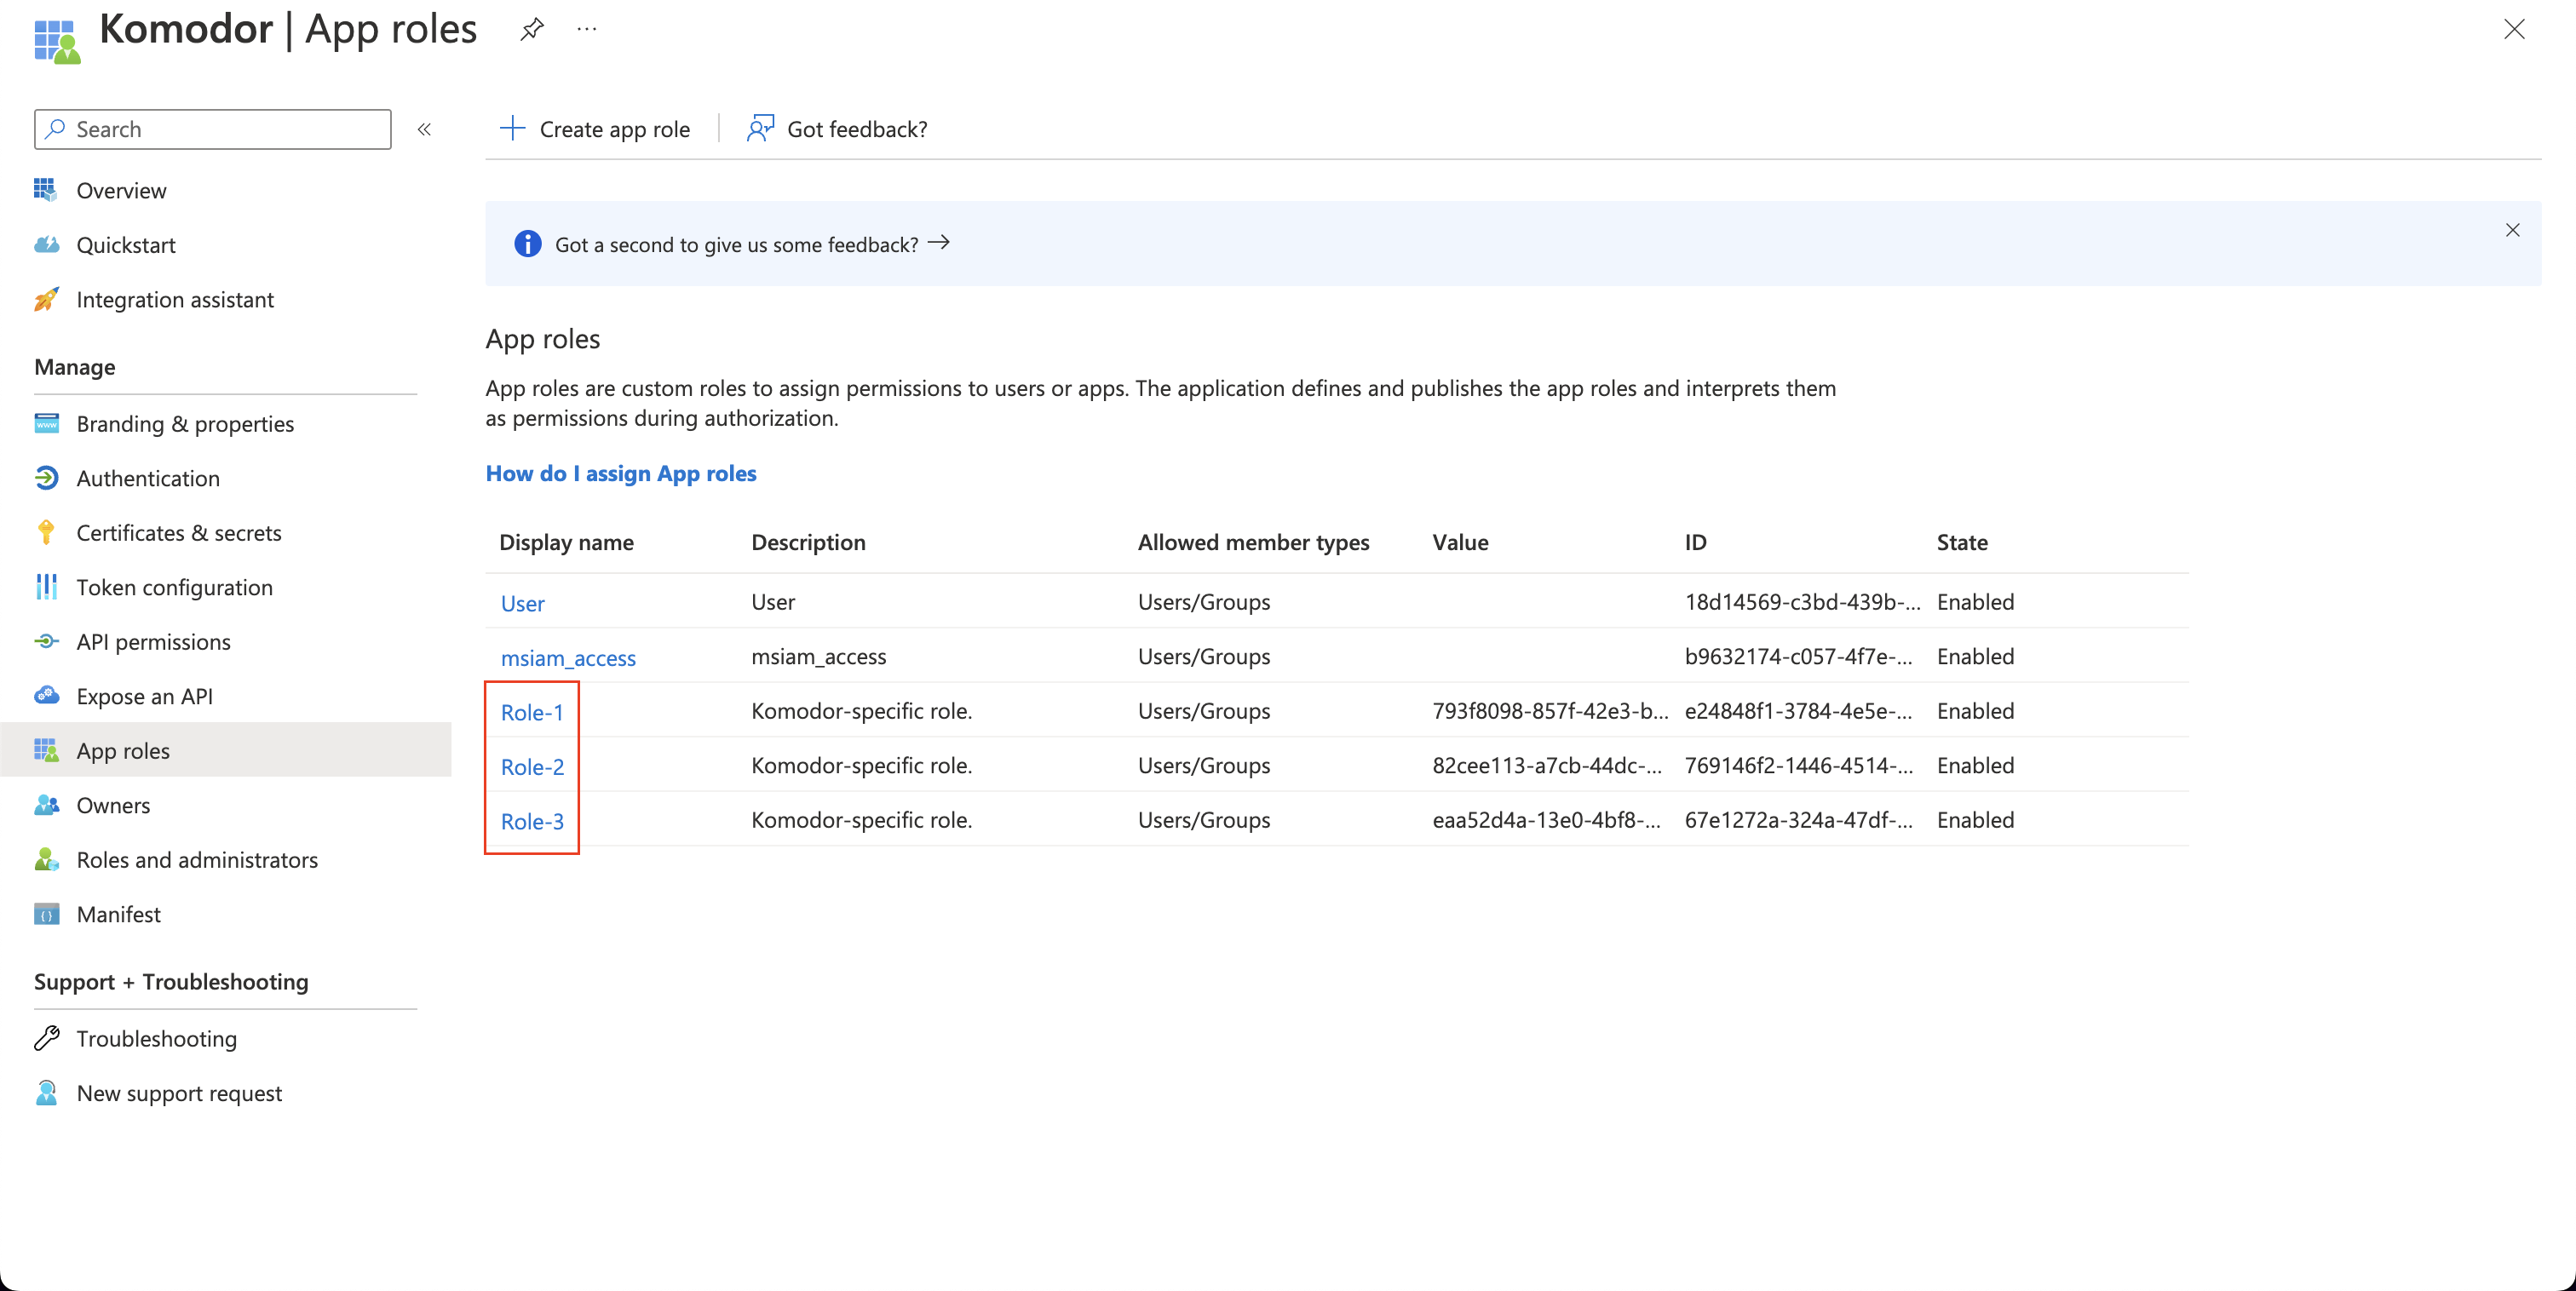 Komodor | App roles
Search
Create app role
Got feedback?
Overview
Quickstart
Integration assistant
Manage
Branding & properties
Authentication
Certificates & secrets
Token configuration
API permissions
Expose an API
App roles
Owners
Roles and administrators
Manifest
Support + Troubleshooting
Troubleshooting
New support request
Got a second to give us some feedback?
App roles
App roles are custom roles to assign permissions to users or apps. The application defines and publishes the app roles and interprets them
as permissions during authorization.
How do I assign App roles
Display name Description Allowed member types Value ID State
User User Users/Groups 18d14569-c3bd-439b-... Enabled
msiam_access msiam_access Users/Groups b9632174-c057-4f7e-... Enabled
Role-1 Komodor-specific role. Users/Groups 793f8098-857f-42e3-b... e24848f1-3784-4e5e-... Enabled
Role-2 Komodor-specific role. Users/Groups 82cee113-a7cb-44dc-... 769146f2-1446-4514-... Enabled
Role-3 Komodor-specific role. Users/Groups eaa52d4a-13e0-4bf8-... 67e1272a-324a-47df-... Enabled